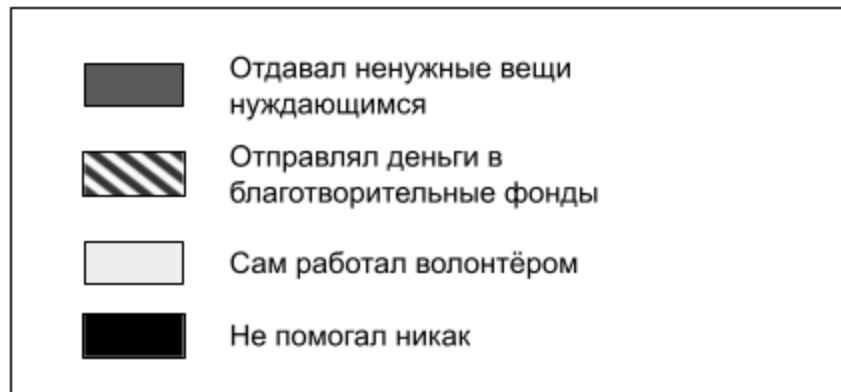 Отдавал ненужные вещи
нуждающимся
Отправлял деньги в
благотворительные фонды
Сам работал волонтёром
Не помогал никак